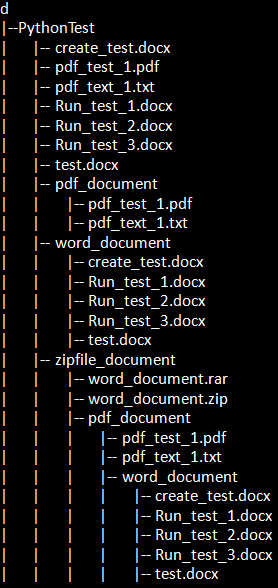 d
|--PythonTest
| |-- create_test.docx
| |-- pdf_test_1.pdf
| |-- pdf_text_1.txt
| |-- Run_test_1.docx
| |-- Run_test_2.docx
| |-- Run_test_3.docx
| |-- test.docx
| |-- pdf_document
| | |-- pdf_test_1.pdf
| | |-- pdf_text_1.txt
| |-- word_document
| | |-- create_test.docx
| | |-- Run_test_1.docx
| | |-- Run_test_2.docx
| | |-- Run_test_3.docx
| | |-- test.docx
| |-- zipfile_document
| | |-- word_document.rar
| | |-- word_document.zip
| | |-- pdf_document
| | | |-- pdf_test_1.pdf
| | | |-- pdf_text_1.txt
| | | |-- word_document
| | | | |-- create_test.docx
| | | | |-- Run_test_1.docx
| | | | |-- Run_test_2.docx
| | | | |-- Run_test_3.docx
| | | | |-- test.docx